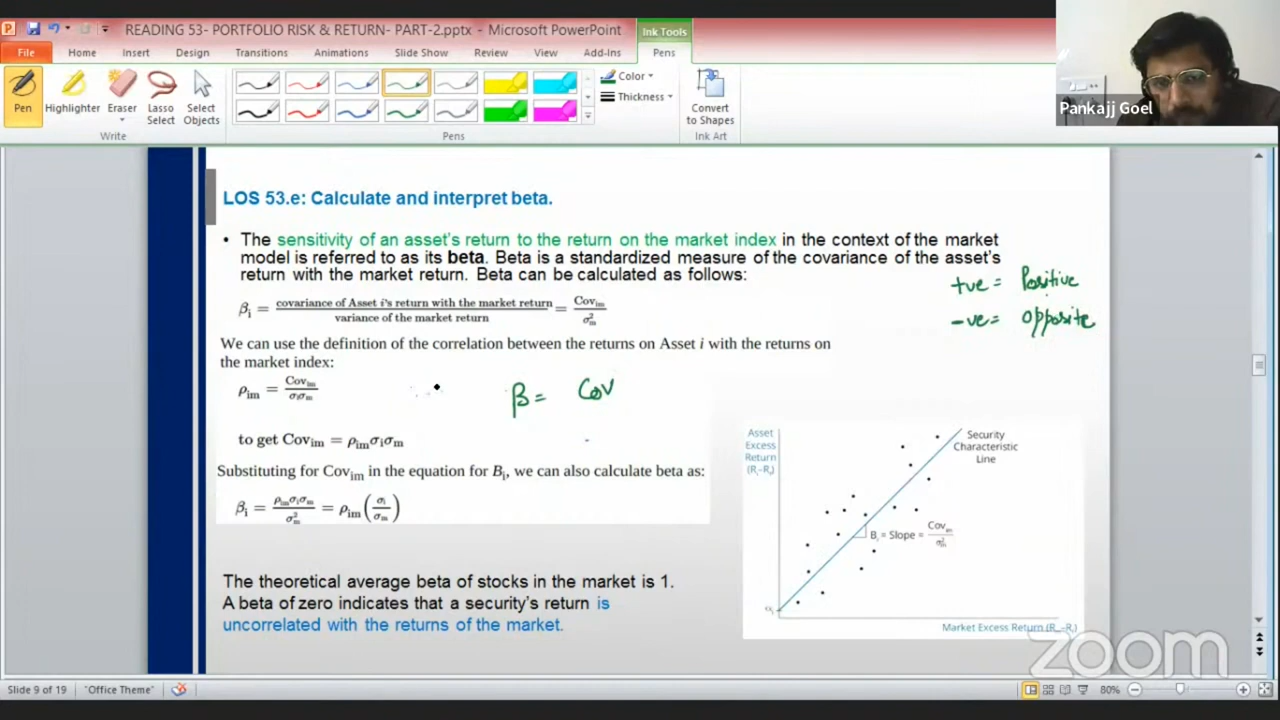 READING 53- PORTFOLIO RISK & RETURN- PART-2.pptx - Microsoft PowerPoint
Ink Tools
File Home Insert Design Transitions Animations Slide Show Review View Add-Ins Pens
Pen Highlighter Eraser Lasso Select Select Objects
Color
Thickness
Convert to Shapes
Write Pens Ink Art
Pankajj Goel
LOS 53.e: Calculate and interpret beta.
• The sensitivity of an asset's return to the return on the market index in the context of the market
model is referred to as its beta. Beta is a standardized measure of the covariance of the asset's
return with the market return. Beta can be calculated as follows:
+ve = Positive
-ve = opposite
βi = covariance of Asset i's return with the market return / variance of the market return = Covim / σ²m
We can use the definition of the correlation between the returns on Asset i with the returns on
the market index:
ρim = Covim / σiσm
β = Cov
to get Covim = ρimσiσm
Substituting for Covim in the equation for Bi, we can also calculate beta as:
βi = ρimσiσm / σ²m = ρim (σi / σm)
Asset
Excess
Return
(Ri–Rf)
Security
Characteristic
Line
Bi = Slope = Covim / σ²m
αi
Market Excess Return (Rm–Rf)
The theoretical average beta of stocks in the market is 1.
A beta of zero indicates that a security's return is
uncorrelated with the returns of the market.
zoom
Slide 9 of 19 "Office Theme" 80%